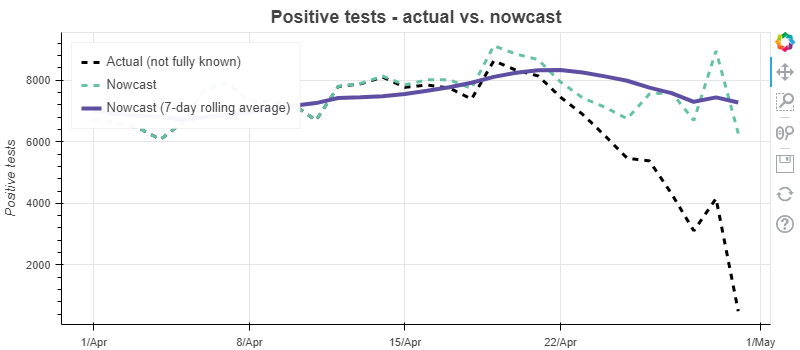 Positive tests - actual vs. nowcast
Actual (not fully known)
Nowcast
Nowcast (7-day rolling average)
8000
6000
4000
2000
Positive tests
1/Apr
8/Apr
15/Apr
22/Apr
1/May